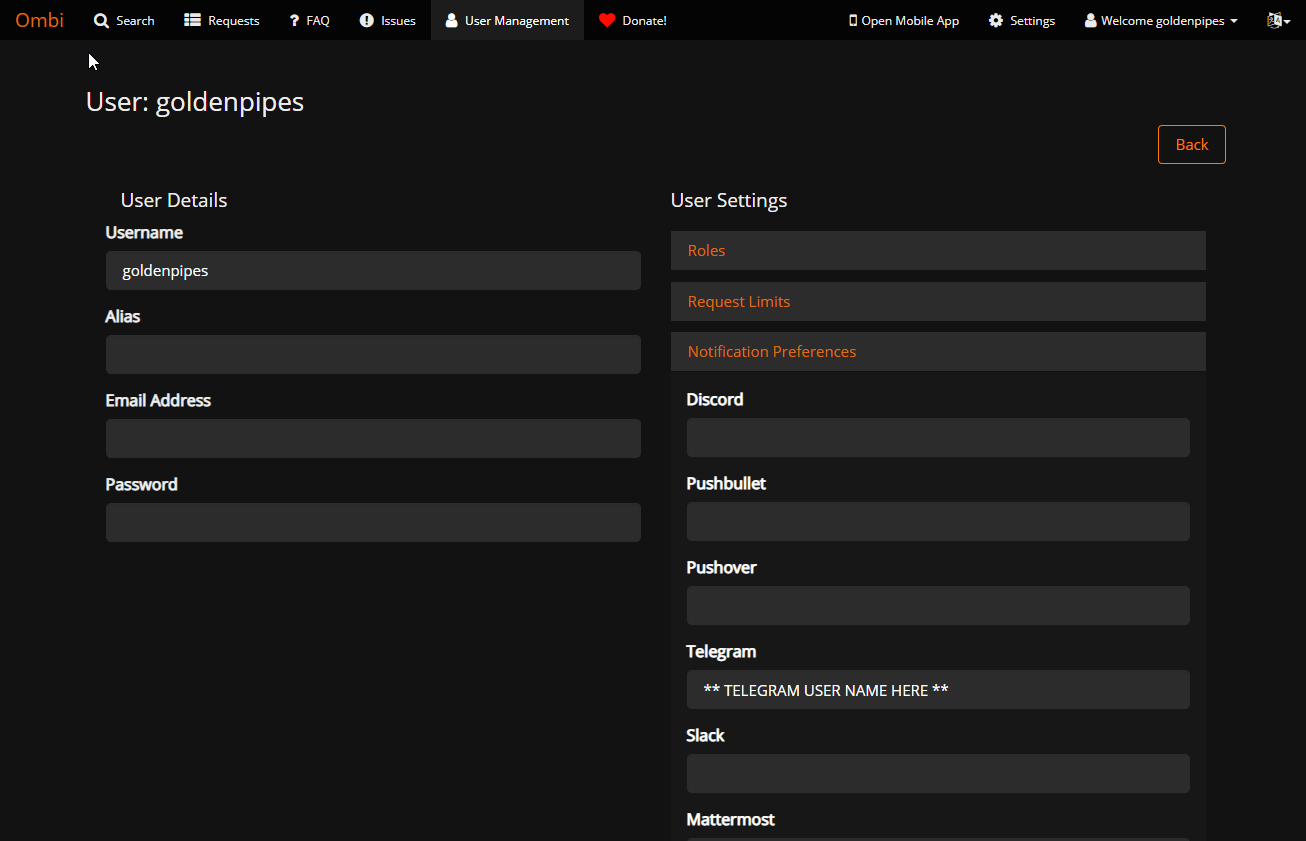 Ombi Search Requests FAQ Issues User Management Donate! Open Mobile App Settings Welcome goldenpipes
User: goldenpipes
Back
User Details
Username
goldenpipes
Alias
Email Address
Password
User Settings
Roles
Request Limits
Notification Preferences
Discord
Pushbullet
Pushover
Telegram
** TELEGRAM USER NAME HERE **
Slack
Mattermost